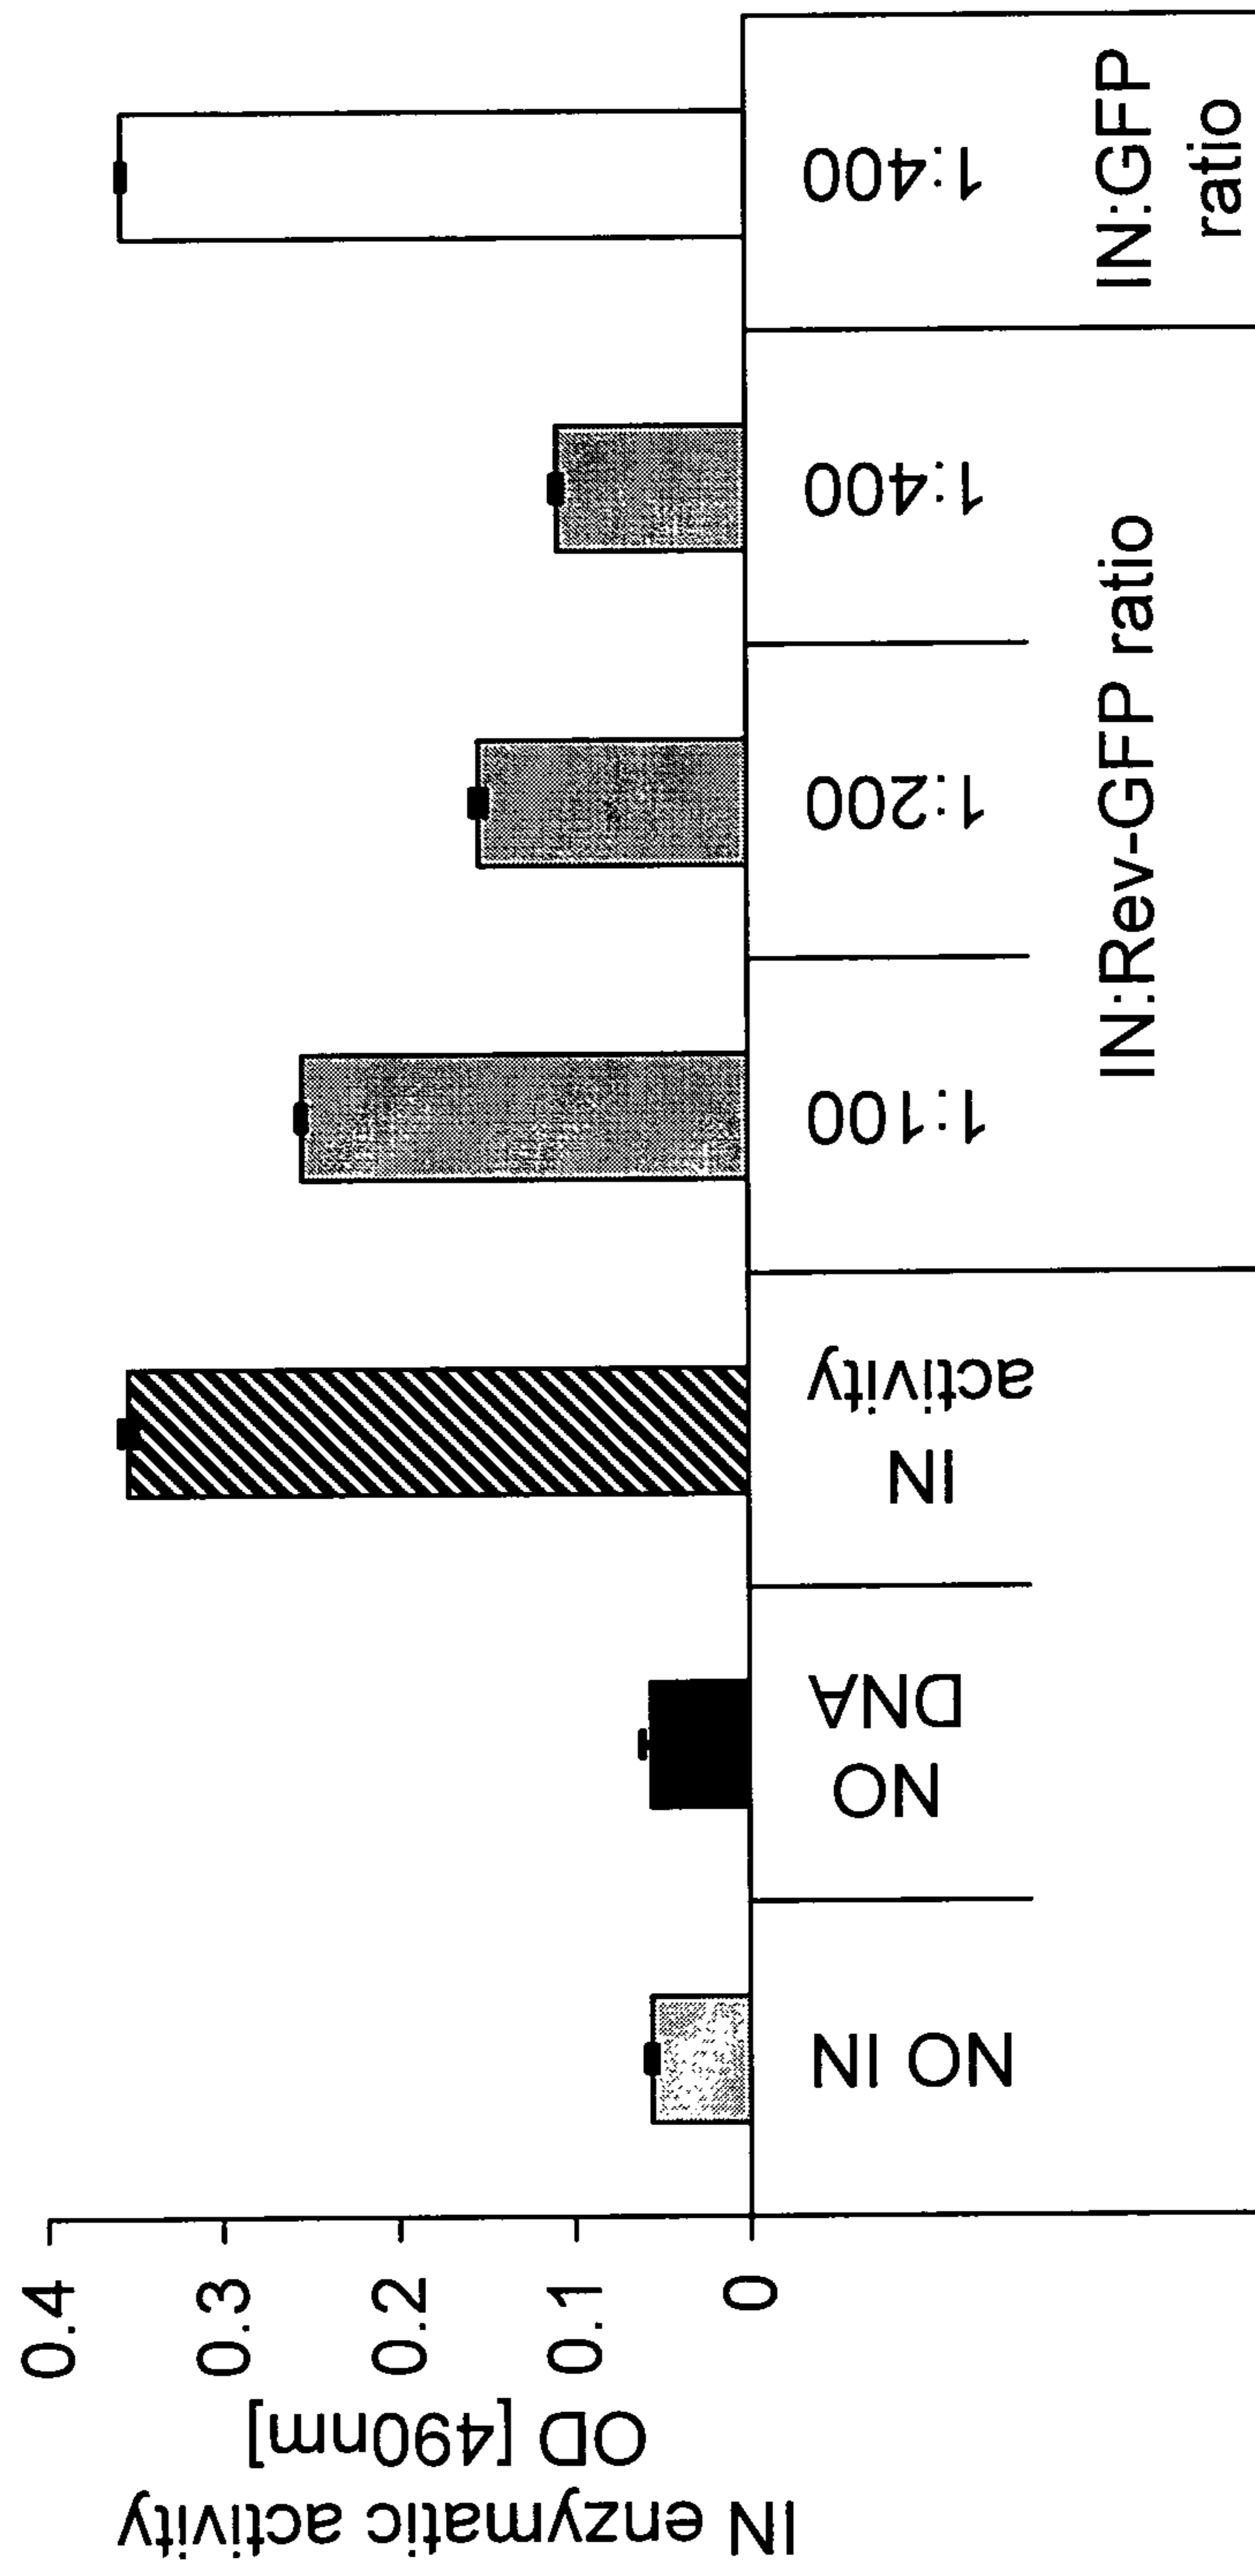 IN enzymatic activity
OD [490nm]
0.4
0.3
0.2
0.1
0
NO IN
NO
DNA
IN
activity
1:100
1:200
1:400
1:400
IN:Rev-GFP ratio
IN:GFP
ratio